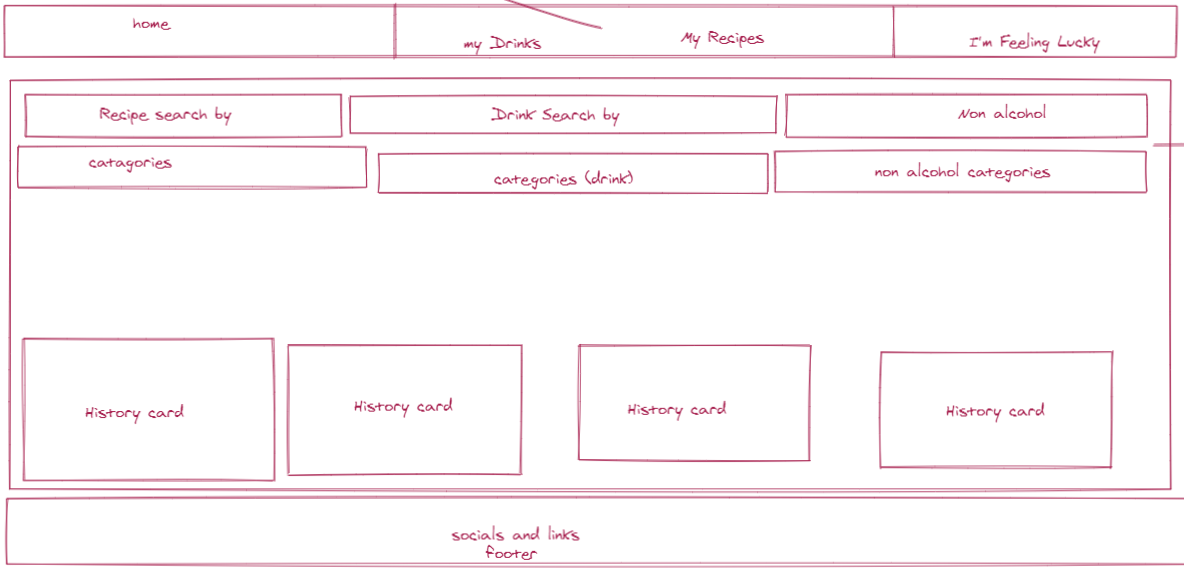 home
my Drinks
My Recipes
I'm Feeling Lucky
Recipe search by
Drink Search by
Non alcohol
catagories
categories (drink)
non alcohol categories
History card
History card
History card
History card
socials and links
footer